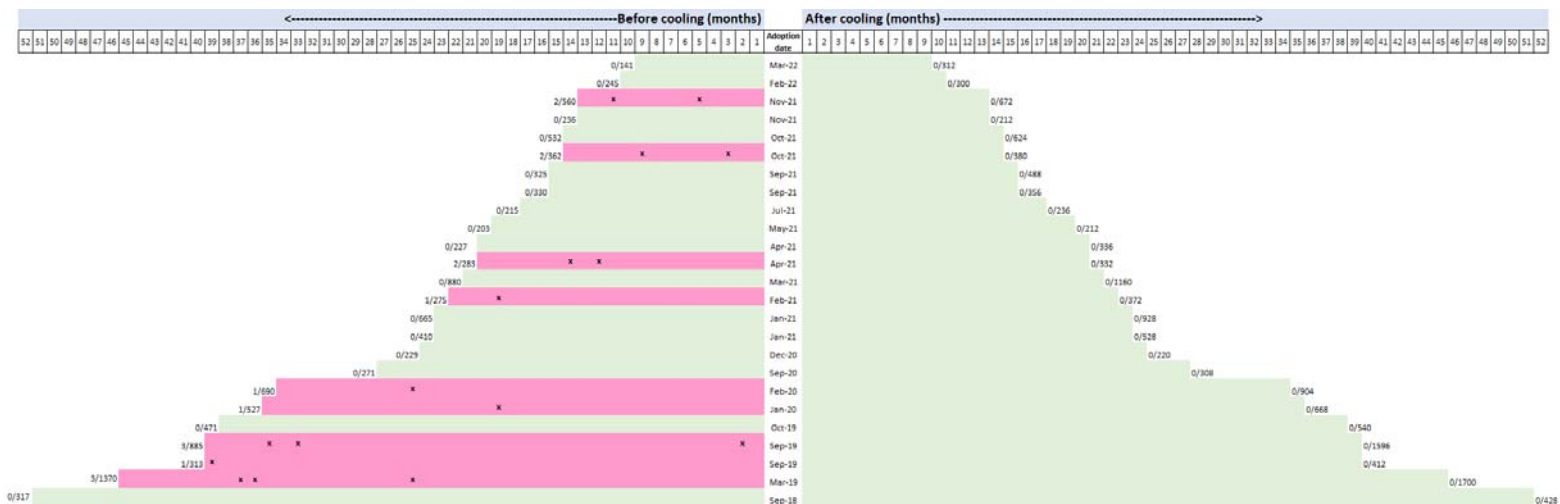 <------------------------------------------------------------------------Before cooling (months) After cooling (months) ---------------------------------------------------------------------->
52 51 50 49 48 47 46 45 44 43 42 41 40 39 38 37 36 35 34 33 32 31 30 29 28 27 26 25 24 23 22 21 20 19 18 17 16 15 14 13 12 11 10 9 8 7 6 5 4 3 2 1 Adoption date 1 2 3 4 5 6 7 8 9 10 11 12 13 14 15 16 17 18 19 20 21 22 23 24 25 26 27 28 29 30 31 32 33 34 35 36 37 38 39 40 41 42 43 44 45 46 47 48 49 50 51 52
0/141 Mar-22 0/312
0/245 Feb-22 0/300
2/560 x x Nov-21 0/672
0/236 Nov-21 0/212
0/532 Oct-21 0/624
2/362 x x Oct-21 0/380
0/325 Sep-21 0/488
0/330 Sep-21 0/356
0/215 Jul-21 0/236
0/203 May-21 0/212
0/227 Apr-21 0/336
2/283 x x Apr-21 0/332
0/880 Mar-21 0/1160
1/275 x Feb-21 0/372
0/665 Jan-21 0/928
0/410 Jan-21 0/528
0/229 Dec-20 0/220
0/271 Sep-20 0/308
1/690 x Feb-20 0/904
1/527 x Jan-20 0/668
0/471 Oct-19 0/540
3/885 x x x Sep-19 0/1596
1/313 x Sep-19 0/412
3/1370 x x x Mar-19 0/1700
0/317 Sep-18 0/428